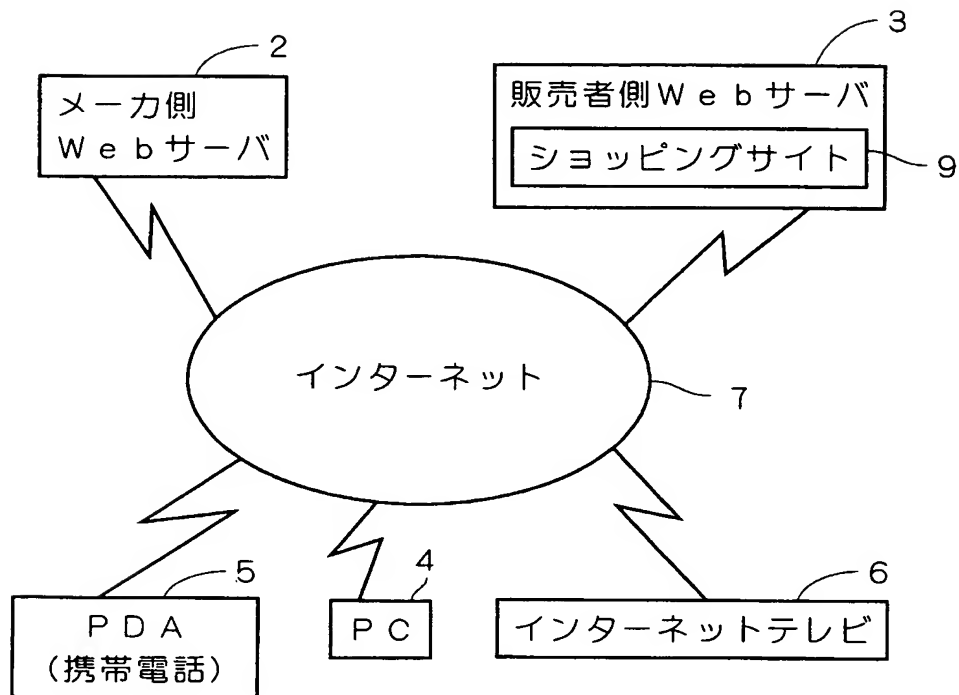 2
メーカ側
Ｗｅｂサーバ
3
販売者側Ｗｅｂサーバ
ショッピングサイト
9
インターネット
7
5
ＰＤＡ
（携帯電話）
4
ＰＣ
6
インターネットテレビ